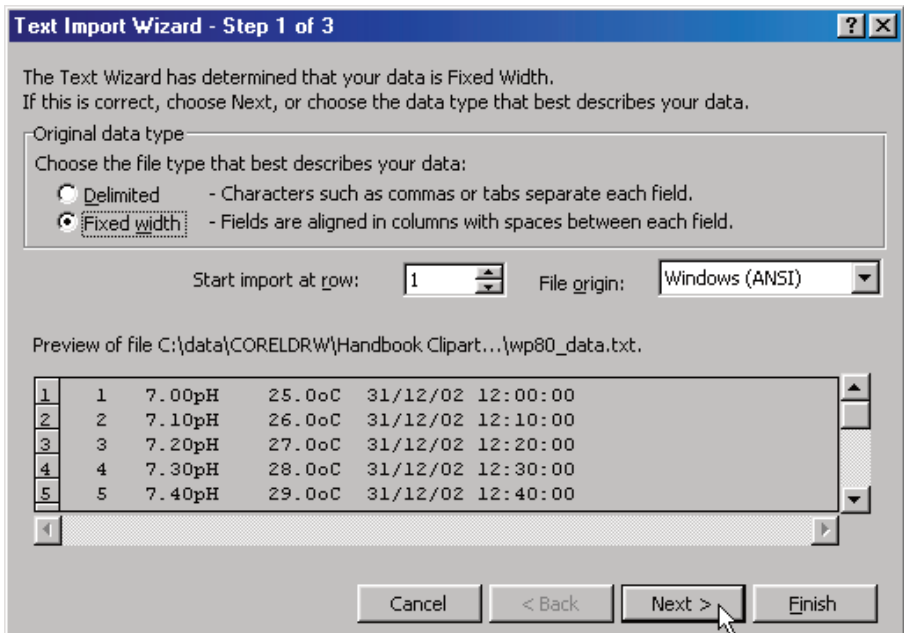 Text Import Wizard - Step 1 of 3
The Text Wizard has determined that your data is Fixed Width.
If this is correct, choose Next, or choose the data type that best describes your data.
Original data type
Choose the file type that best describes your data:
Delimited - Characters such as commas or tabs separate each field.
Fixed width - Fields are aligned in columns with spaces between each field.
Start import at row: 1 File origin: Windows (ANSI)
Preview of file C:\data\CORELDRW\Handbook Clipart...\wp80_data.txt.
1 1 7.00pH 25.0oC 31/12/02 12:00:00
2 2 7.10pH 26.0oC 31/12/02 12:10:00
3 3 7.20pH 27.0oC 31/12/02 12:20:00
4 4 7.30pH 28.0oC 31/12/02 12:30:00
5 5 7.40pH 29.0oC 31/12/02 12:40:00
Cancel < Back Next > Finish